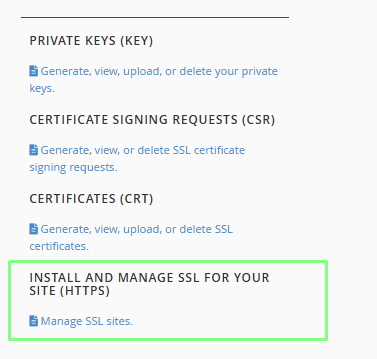 PRIVATE KEYS (KEY)
Generate, view, upload, or delete your private
keys.
CERTIFICATE SIGNING REQUESTS (CSR)
Generate, view, or delete SSL certificate
signing requests.
CERTIFICATES (CRT)
Generate, view, upload, or delete SSL
certificates.
INSTALL AND MANAGE SSL FOR YOUR
SITE (HTTPS)
Manage SSL sites.